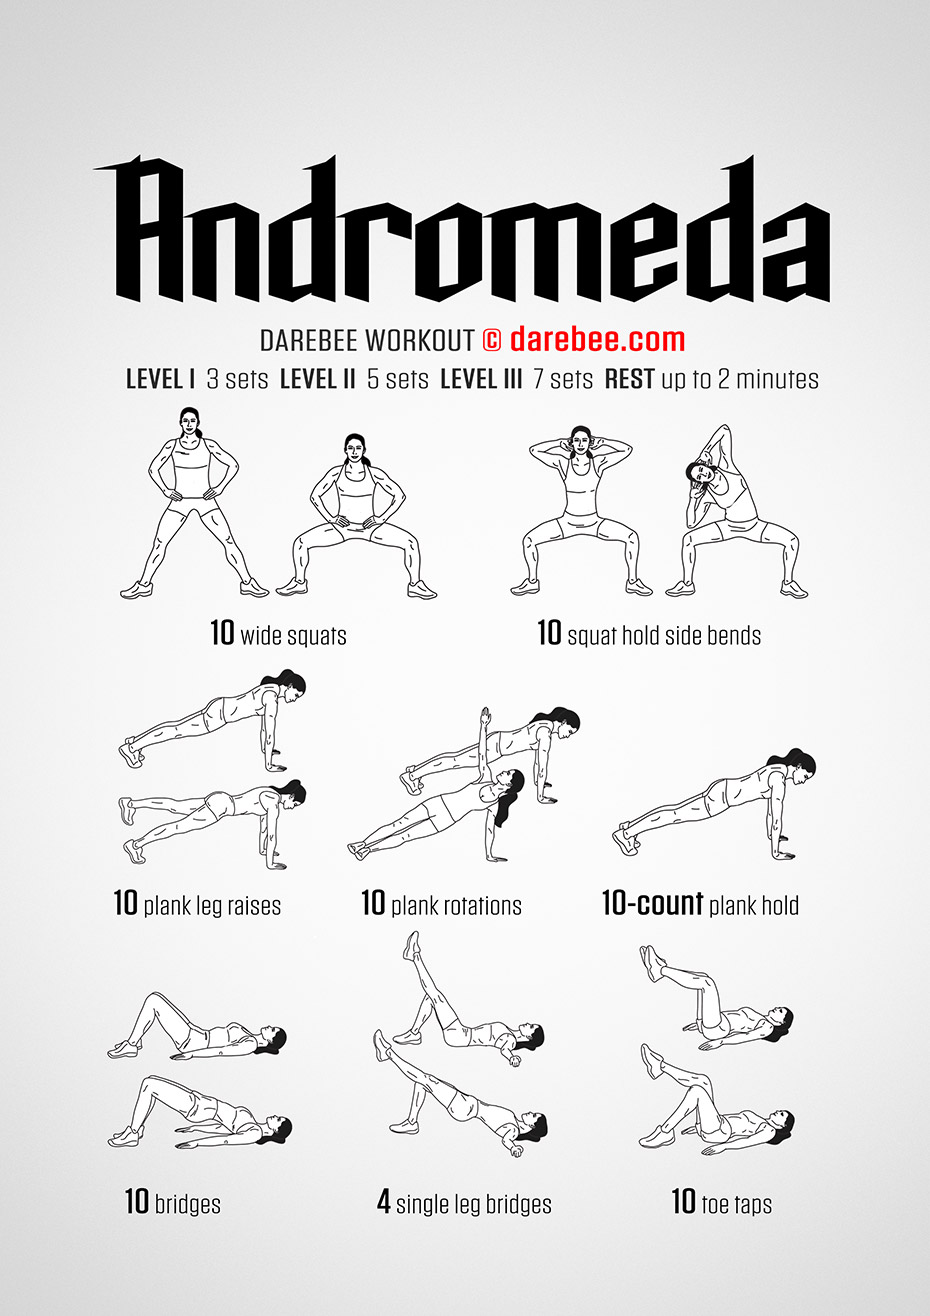 Andromeda
DAREBEE WORKOUT © darebee.com
LEVEL I 3 sets LEVEL II 5 sets LEVEL III 7 sets REST up to 2 minutes
10 wide squats
10 squat hold side bends
10 plank leg raises
10 plank rotations
10-count plank hold
10 bridges
4 single leg bridges
10 toe taps